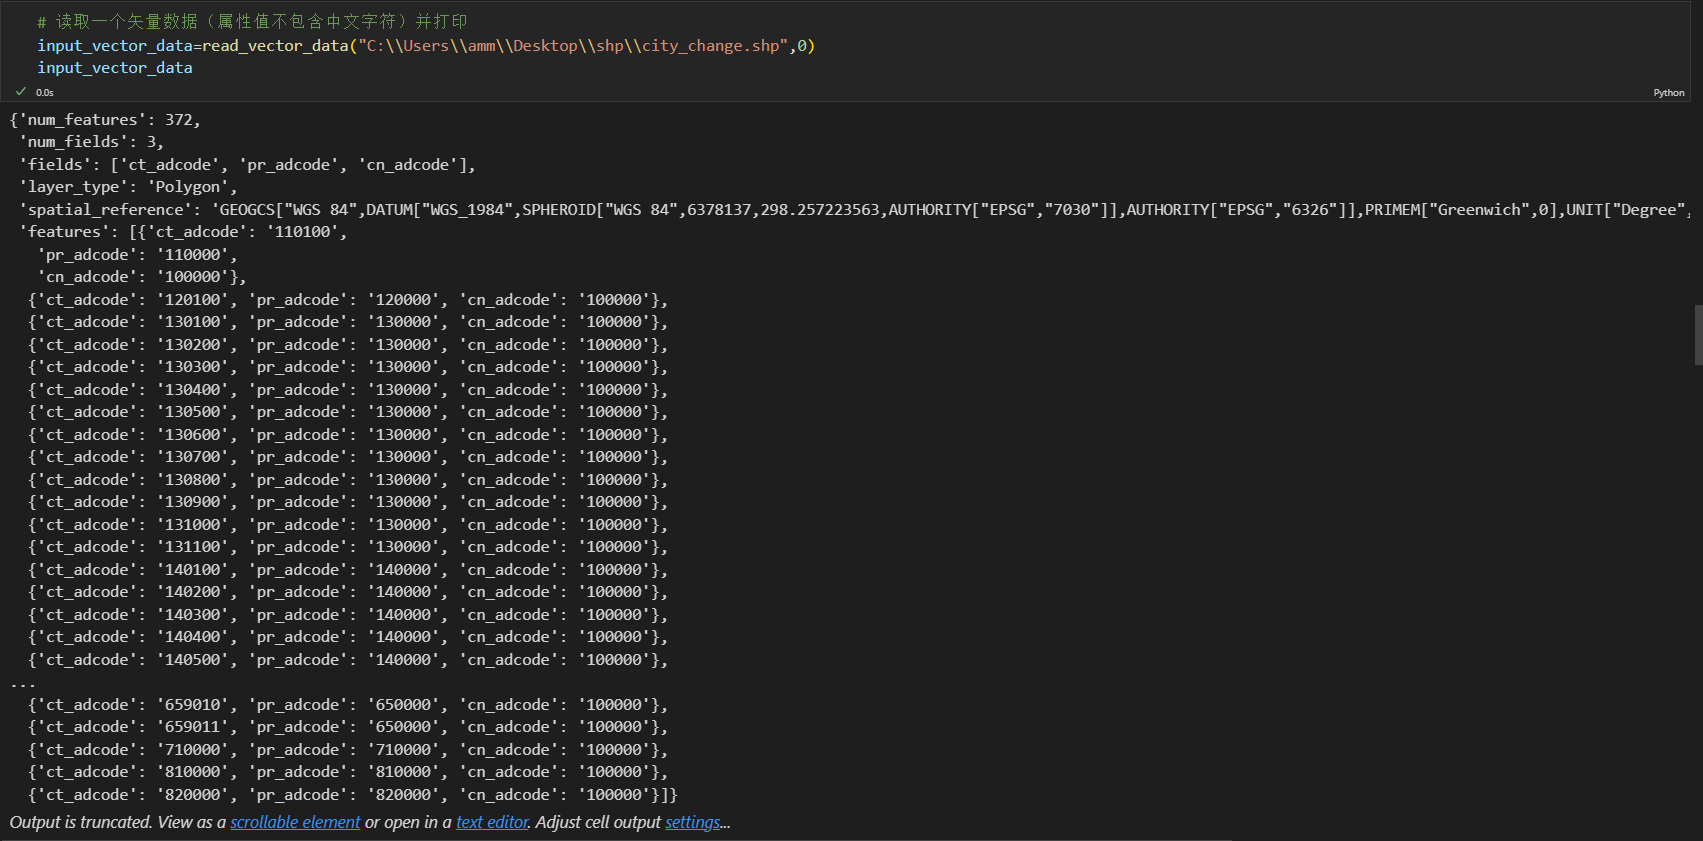 # 读取一个矢量数据（属性值不包含中文字符）并打印
input_vector_data=read_vector_data("C:\\Users\\amm\\Desktop\\shp\\city_change.shp",0)
input_vector_data
0.0s
Python
{'num_features': 372,
 'num_fields': 3,
 'fields': ['ct_adcode', 'pr_adcode', 'cn_adcode'],
 'layer_type': 'Polygon',
 'spatial_reference': 'GEOGCS["WGS 84",DATUM["WGS_1984",SPHEROID["WGS 84",6378137,298.257223563,AUTHORITY["EPSG","7030"]],AUTHORITY["EPSG","6326"]],PRIMEM["Greenwich",0],UNIT["Degree",
 'features': [{'ct_adcode': '110100',
   'pr_adcode': '110000',
   'cn_adcode': '100000'},
  {'ct_adcode': '120100', 'pr_adcode': '120000', 'cn_adcode': '100000'},
  {'ct_adcode': '130100', 'pr_adcode': '130000', 'cn_adcode': '100000'},
  {'ct_adcode': '130200', 'pr_adcode': '130000', 'cn_adcode': '100000'},
  {'ct_adcode': '130300', 'pr_adcode': '130000', 'cn_adcode': '100000'},
  {'ct_adcode': '130400', 'pr_adcode': '130000', 'cn_adcode': '100000'},
  {'ct_adcode': '130500', 'pr_adcode': '130000', 'cn_adcode': '100000'},
  {'ct_adcode': '130600', 'pr_adcode': '130000', 'cn_adcode': '100000'},
  {'ct_adcode': '130700', 'pr_adcode': '130000', 'cn_adcode': '100000'},
  {'ct_adcode': '130800', 'pr_adcode': '130000', 'cn_adcode': '100000'},
  {'ct_adcode': '130900', 'pr_adcode': '130000', 'cn_adcode': '100000'},
  {'ct_adcode': '131000', 'pr_adcode': '130000', 'cn_adcode': '100000'},
  {'ct_adcode': '131100', 'pr_adcode': '130000', 'cn_adcode': '100000'},
  {'ct_adcode': '140100', 'pr_adcode': '140000', 'cn_adcode': '100000'},
  {'ct_adcode': '140200', 'pr_adcode': '140000', 'cn_adcode': '100000'},
  {'ct_adcode': '140300', 'pr_adcode': '140000', 'cn_adcode': '100000'},
  {'ct_adcode': '140400', 'pr_adcode': '140000', 'cn_adcode': '100000'},
  {'ct_adcode': '140500', 'pr_adcode': '140000', 'cn_adcode': '100000'},
...
  {'ct_adcode': '659010', 'pr_adcode': '650000', 'cn_adcode': '100000'},
  {'ct_adcode': '659011', 'pr_adcode': '650000', 'cn_adcode': '100000'},
  {'ct_adcode': '710000', 'pr_adcode': '710000', 'cn_adcode': '100000'},
  {'ct_adcode': '810000', 'pr_adcode': '810000', 'cn_adcode': '100000'},
  {'ct_adcode': '820000', 'pr_adcode': '820000', 'cn_adcode': '100000'}]}
Output is truncated. View as a scrollable element or open in a text editor. Adjust cell output settings...